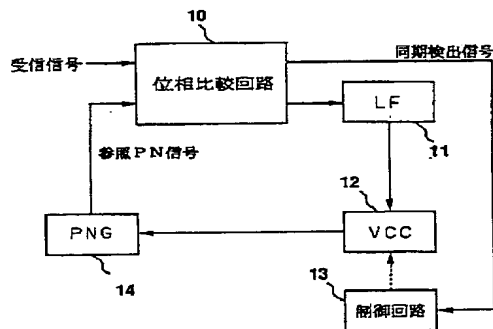 10
同期検出信号
受信信号
位相比較回路
LF
11
参照PN信号
12
PNG
VCC
14
13
制御回路